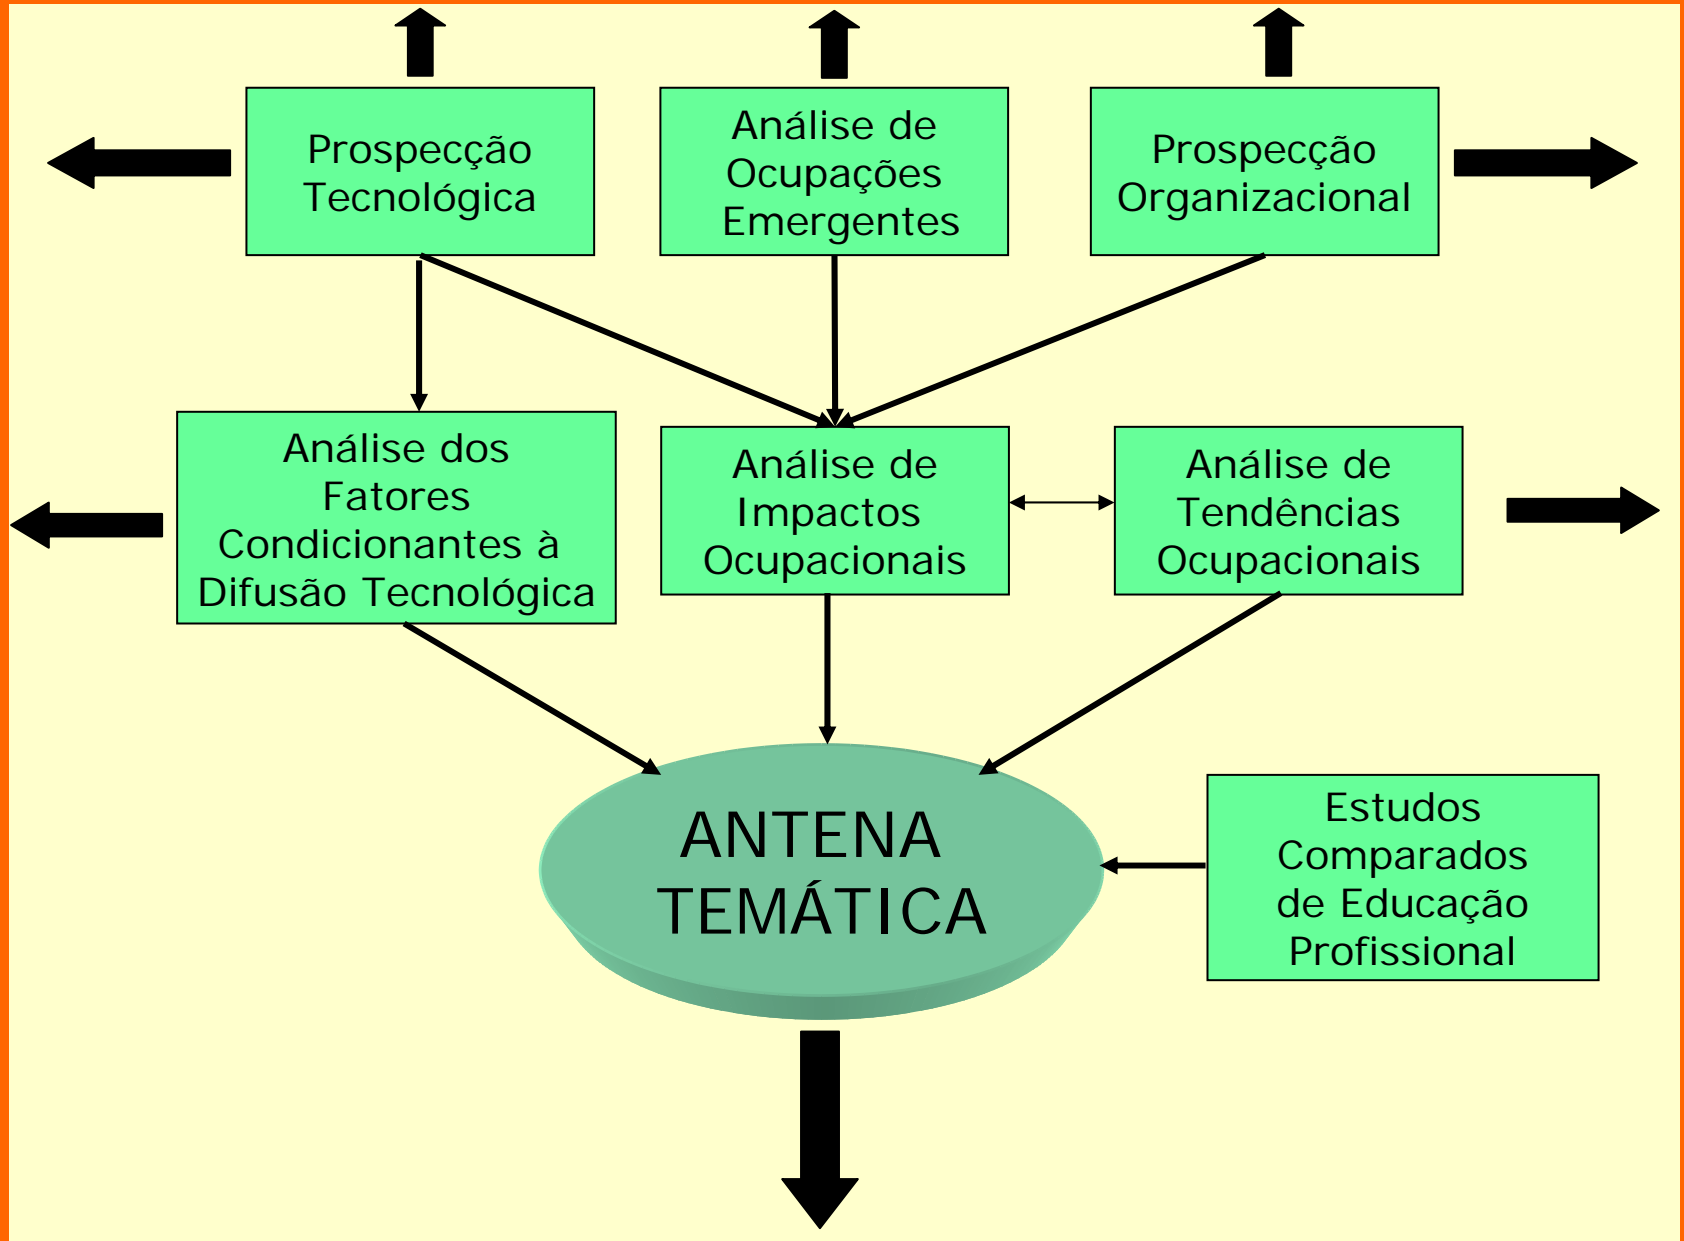 Prospecção
Tecnológica
Análise de
Ocupações
Emergentes
Prospecção
Organizacional
Análise dos
Fatores
Condicionantes à
Difusão Tecnológica
Análise de
Impactos
Ocupacionais
Análise de
Tendências
Ocupacionais
ANTENA
TEMÁTICA
Estudos
Comparados
de Educação
Profissional